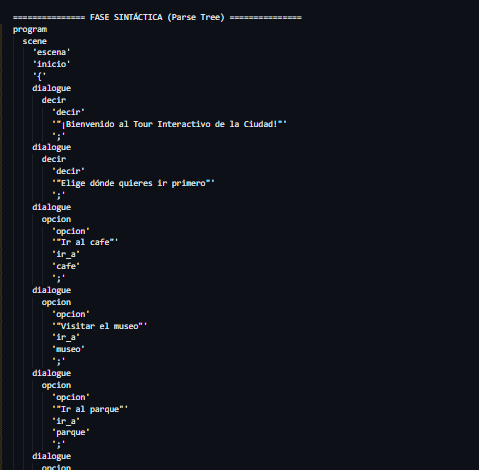 =============== FASE SINTÁCTICA (Parse Tree) ===============
program
scene
'escena'
'inicio'
'{'
dialogue
decir
'decir'
'"¡Bienvenido al Tour Interactivo de la Ciudad!"'
';'
dialogue
decir
'decir'
'"Elige dónde quieres ir primero"'
';'
dialogue
opcion
'opcion'
'"Ir al cafe"'
'ir_a'
'cafe'
';'
dialogue
opcion
'opcion'
'"Visitar el museo"'
'ir_a'
'museo'
';'
dialogue
opcion
'opcion'
'"Ir al parque"'
'ir_a'
'parque'
';'
dialogue
opcion